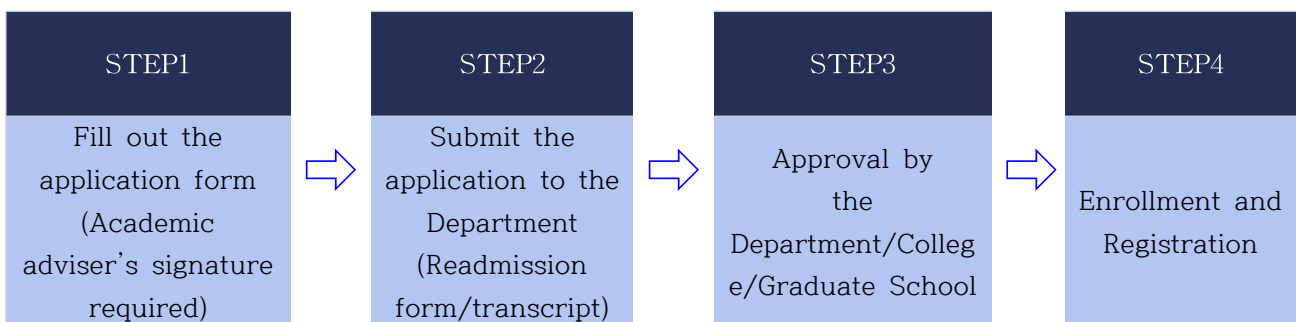 STEP1
Fill out the
application form
(Academic
adviser's signature
required)
STEP2
Submit the
application to the
Department
(Readmission
form/transcript)
STEP3
Approval by
the
Department/Colleg
e/Graduate School
STEP4
Enrollment and
Registration